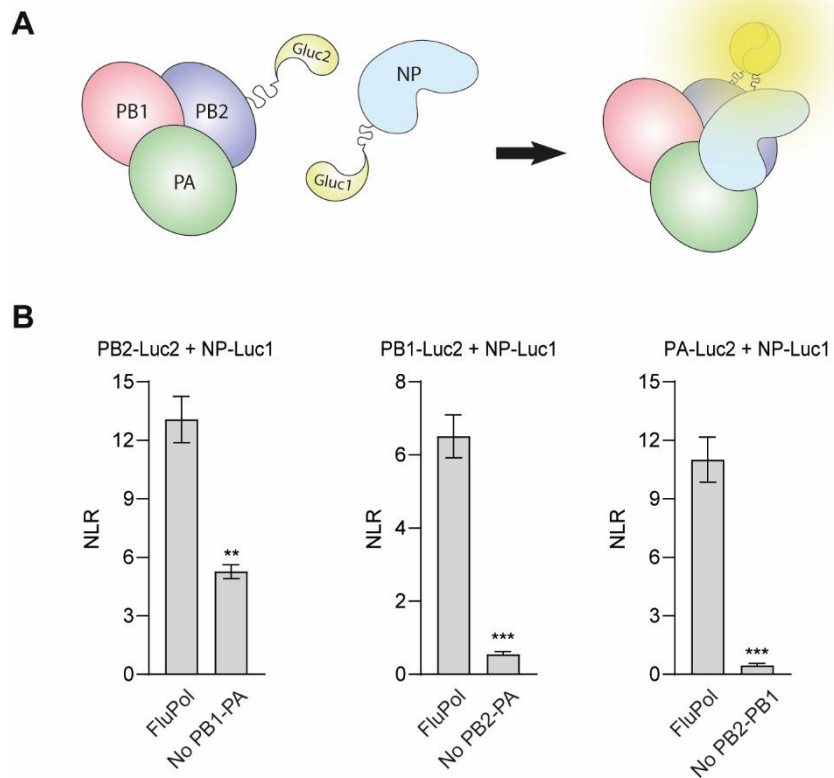 A
PB1
PB2
PA
Gluc2
NP
Gluc1
B
PB2-Luc2 + NP-Luc1
NLR
15
12
9
6
3
0
**
FluPol
No PB1-PA
PB1-Luc2 + NP-Luc1
NLR
8
6
4
2
0
***
FluPol
No PB2-PA
PA-Luc2 + NP-Luc1
NLR
15
12
9
6
3
0
***
FluPol
No PB2-PB1